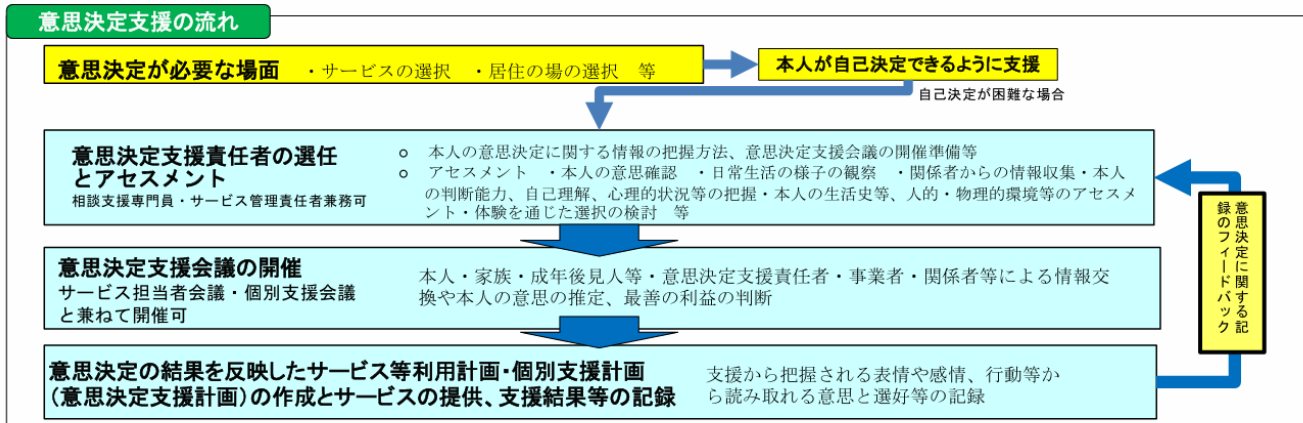 意思決定支援の流れ
意思決定が必要な場面　・サービスの選択　・居住の場の選択　等
本人が自己決定できるように支援
自己決定が困難な場合
意思決定支援責任者の選任
とアセスメント
相談支援専門員・サービス管理責任者兼務可
○　本人の意思決定に関する情報の把握方法、意思決定支援会議の開催準備等
○　アセスメント　・本人の意思確認　・日常生活の様子の観察　・関係者からの情報収集・本人
の判断能力、自己理解、心理的状況等の把握・本人の生活史等、人的・物理的環境等のアセスメ
ント・体験を通じた選択の検討　等
意思決定支援会議の開催
サービス担当者会議・個別支援会議
と兼ねて開催可
本人・家族・成年後見人等・意思決定支援責任者・事業者・関係者等による情報交
換や本人の意思の推定、最善の利益の判断
意思決定の結果を反映したサービス等利用計画・個別支援計画
（意思決定支援計画）の作成とサービスの提供、支援結果等の記録
支援から把握される表情や感情、行動等か
ら読み取れる意思と選好等の記録
意思決定に関する記
録のフィードバック